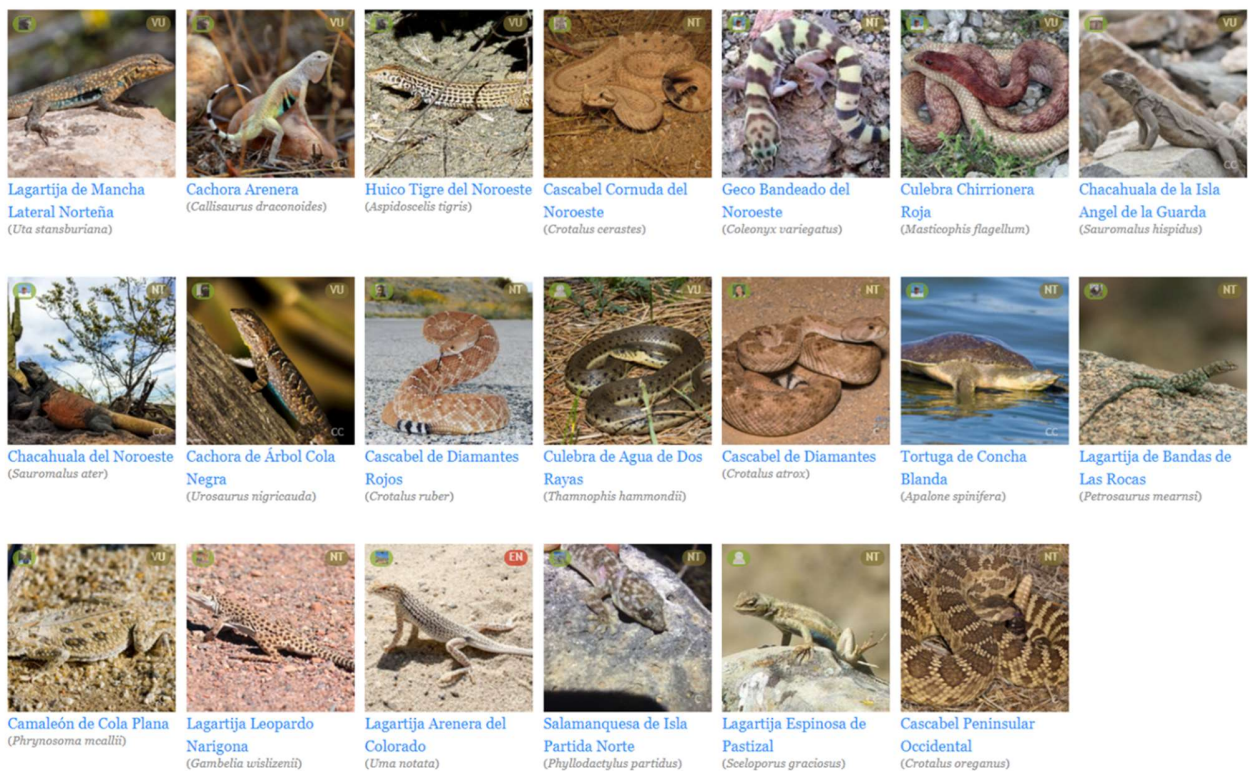 VU VU VU NT NT VU VU
CC C CC
Lagartija de Mancha Cachora Arenera Huico Tigre del Noroeste Cascabel Cornuda del Geco Bandeado del Culebra Chirrionera Chacahuala de la Isla
Lateral Norteña (Callisaurus draconoides) (Aspidoscelis tigris) Noroeste Noroeste Roja Angel de la Guarda
(Uta stansburiana) (Crotalus cerastes) (Coleonyx variegatus) (Masticophis flagellum) (Sauromalus hispidus)
NT VU NT VU NT NT NT
CC CC CC
Chacahuala del Noroeste Cachora de Árbol Cola Cascabel de Diamantes Culebra de Agua de Dos Cascabel de Diamantes Tortuga de Concha Lagartija de Bandas de
(Sauromalus ater) Negra Rojos Rayas (Crotalus atrox) Blanda Las Rocas
(Urosaurus nigricauda) (Crotalus ruber) (Thamnophis hammondii) (Apalone spinifera) (Petrosaurus mearnsi)
VU NT EN NT NT NT
Camaleón de Cola Plana Lagartija Leopardo Lagartija Arenera del Salamanquesa de Isla Lagartija Espinosa de Cascabel Peninsular
(Phrynosoma mcallii) Narigona Colorado Partida Norte Pastizal Occidental
(Gambelia wislizenii) (Uma notata) (Phyllodactylus partidus) (Sceloporus graciosus) (Crotalus oreganus)